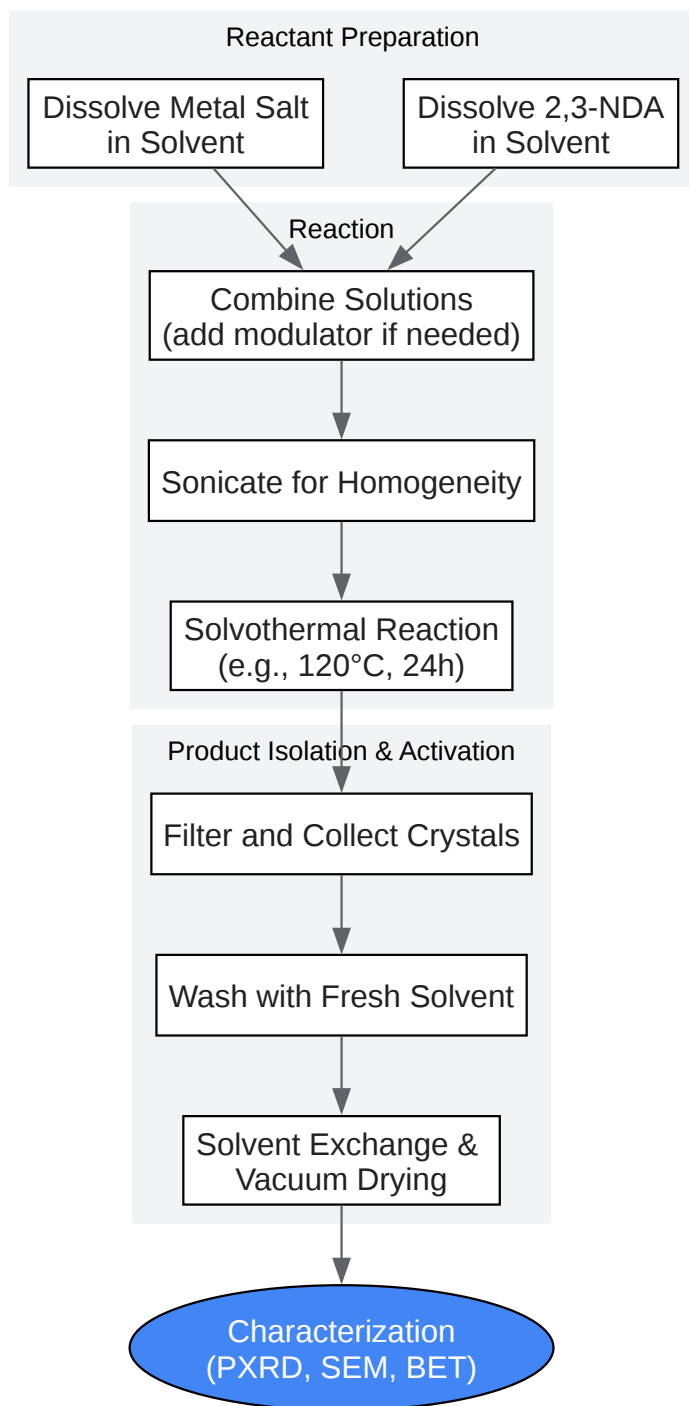 Reactant Preparation
Dissolve Metal Salt
in Solvent
Dissolve 2,3-NDA
in Solvent
Reaction
Combine Solutions
(add modulator if needed)
Sonicate for Homogeneity
Solvothermal Reaction
(e.g., 120°C, 24h)
Product Isolation & Activation
Filter and Collect Crystals
Wash with Fresh Solvent
Solvent Exchange &
Vacuum Drying
Characterization
(PXRD, SEM, BET)